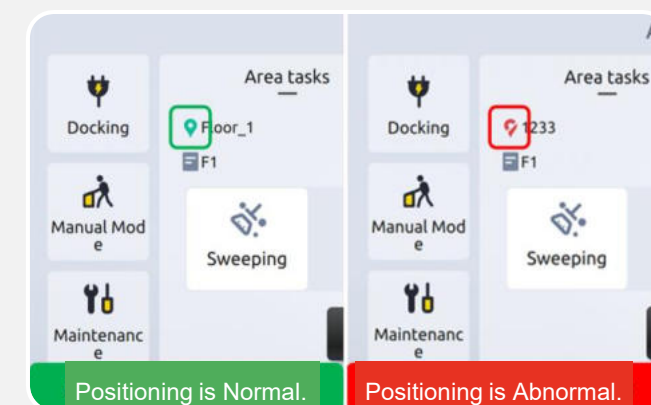 Area tasks
Docking
Floor_1
F1
Manual Mod
e
Sweeping
Maintenanc
e
Positioning is Normal.
Area tasks
Docking
1233
F1
Manual Mod
e
Sweeping
Maintenanc
e
Positioning is Abnormal.